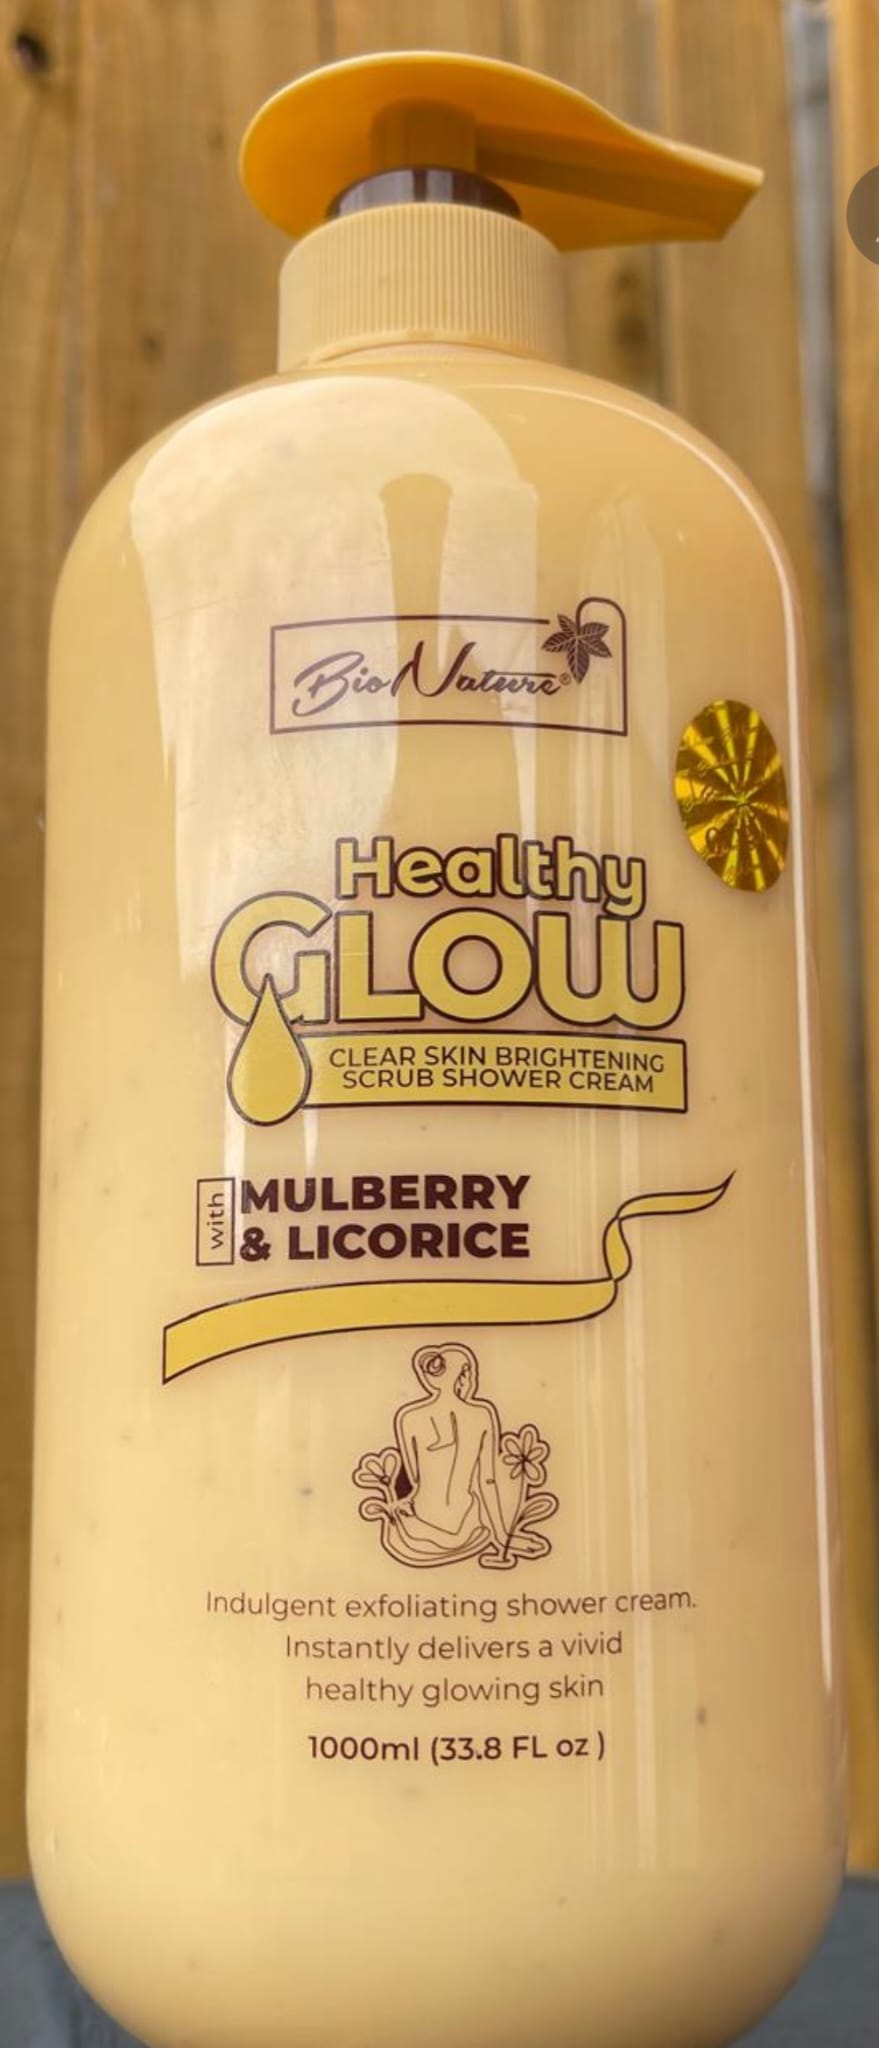 BioNature®
Healthy
GLOW
CLEAR SKIN BRIGHTENING
SCRUB SHOWER CREAM
with
MULBERRY
& LICORICE
Indulgent exfoliating shower cream.
Instantly delivers a vivid
healthy glowing skin
1000ml (33.8 FL oz )